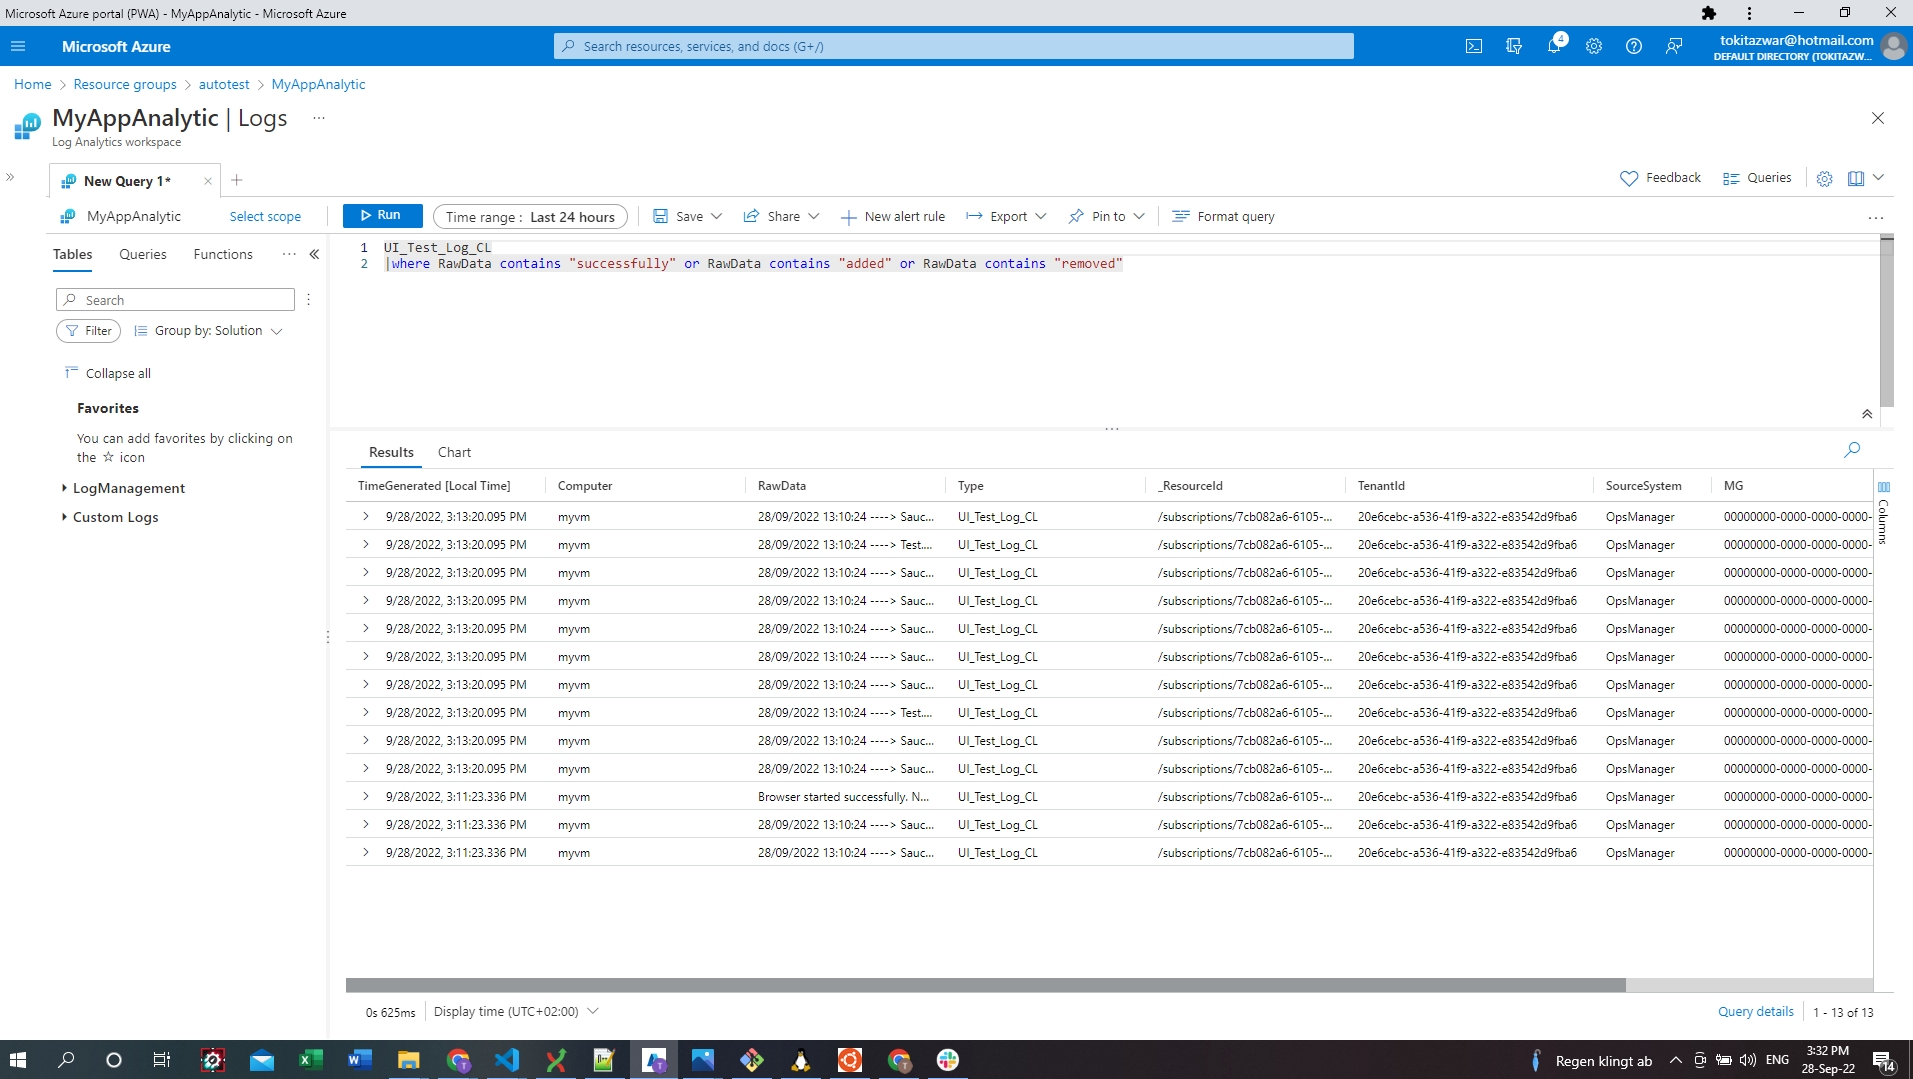 Microsoft Azure portal (PWA) - MyAppAnalytic - Microsoft Azure
Microsoft Azure
Search resources, services, and docs (G+/)
4
tokitazwar@hotmail.com
DEFAULT DIRECTORY (TOKITAZW...
Home > Resource groups > autotest > MyAppAnalytic
MyAppAnalytic | Logs ...
Log Analytics workspace
New Query 1*
Feedback
Queries
MyAppAnalytic
Select scope
Run
Time range : Last 24 hours
Save
Share
New alert rule
Export
Pin to
Format query
Tables
Queries
Functions
1 UI_Test_Log_CL
2 |where RawData contains "successfully" or RawData contains "added" or RawData contains "removed"
Search
Filter
Group by: Solution
Collapse all
Favorites
You can add favorites by clicking on
the ☆ icon
LogManagement
Custom Logs
Results
Chart
TimeGenerated [Local Time] Computer RawData Type _ResourceId TenantId SourceSystem MG
9/28/2022, 3:13:20.095 PM myvm 28/09/2022 13:10:24 ----> Sauc... UI_Test_Log_CL /subscriptions/7cb082a6-6105-... 20e6cebc-a536-41f9-a322-e83542d9fba6 OpsManager 00000000-0000-0000-0000-
9/28/2022, 3:13:20.095 PM myvm 28/09/2022 13:10:24 ----> Test.... UI_Test_Log_CL /subscriptions/7cb082a6-6105-... 20e6cebc-a536-41f9-a322-e83542d9fba6 OpsManager 00000000-0000-0000-0000-
9/28/2022, 3:13:20.095 PM myvm 28/09/2022 13:10:24 ----> Sauc... UI_Test_Log_CL /subscriptions/7cb082a6-6105-... 20e6cebc-a536-41f9-a322-e83542d9fba6 OpsManager 00000000-0000-0000-0000-
9/28/2022, 3:13:20.095 PM myvm 28/09/2022 13:10:24 ----> Sauc... UI_Test_Log_CL /subscriptions/7cb082a6-6105-... 20e6cebc-a536-41f9-a322-e83542d9fba6 OpsManager 00000000-0000-0000-0000-
9/28/2022, 3:13:20.095 PM myvm 28/09/2022 13:10:24 ----> Sauc... UI_Test_Log_CL /subscriptions/7cb082a6-6105-... 20e6cebc-a536-41f9-a322-e83542d9fba6 OpsManager 00000000-0000-0000-0000-
9/28/2022, 3:13:20.095 PM myvm 28/09/2022 13:10:24 ----> Sauc... UI_Test_Log_CL /subscriptions/7cb082a6-6105-... 20e6cebc-a536-41f9-a322-e83542d9fba6 OpsManager 00000000-0000-0000-0000-
9/28/2022, 3:13:20.095 PM myvm 28/09/2022 13:10:24 ----> Sauc... UI_Test_Log_CL /subscriptions/7cb082a6-6105-... 20e6cebc-a536-41f9-a322-e83542d9fba6 OpsManager 00000000-0000-0000-0000-
9/28/2022, 3:13:20.095 PM myvm 28/09/2022 13:10:24 ----> Test.... UI_Test_Log_CL /subscriptions/7cb082a6-6105-... 20e6cebc-a536-41f9-a322-e83542d9fba6 OpsManager 00000000-0000-0000-0000-
9/28/2022, 3:13:20.095 PM myvm 28/09/2022 13:10:24 ----> Sauc... UI_Test_Log_CL /subscriptions/7cb082a6-6105-... 20e6cebc-a536-41f9-a322-e83542d9fba6 OpsManager 00000000-0000-0000-0000-
9/28/2022, 3:13:20.095 PM myvm 28/09/2022 13:10:24 ----> Sauc... UI_Test_Log_CL /subscriptions/7cb082a6-6105-... 20e6cebc-a536-41f9-a322-e83542d9fba6 OpsManager 00000000-0000-0000-0000-
9/28/2022, 3:11:23.336 PM myvm Browser started successfully. N... UI_Test_Log_CL /subscriptions/7cb082a6-6105-... 20e6cebc-a536-41f9-a322-e83542d9fba6 OpsManager 00000000-0000-0000-0000-
9/28/2022, 3:11:23.336 PM myvm 28/09/2022 13:10:24 ----> Sauc... UI_Test_Log_CL /subscriptions/7cb082a6-6105-... 20e6cebc-a536-41f9-a322-e83542d9fba6 OpsManager 00000000-0000-0000-0000-
9/28/2022, 3:11:23.336 PM myvm 28/09/2022 13:10:24 ----> Sauc... UI_Test_Log_CL /subscriptions/7cb082a6-6105-... 20e6cebc-a536-41f9-a322-e83542d9fba6 OpsManager 00000000-0000-0000-0000-
Columns
0s 625ms
Display time (UTC+02:00)
Query details
1 - 13 of 13
Regen klingt ab
ENG
3:32 PM
28-Sep-22
14